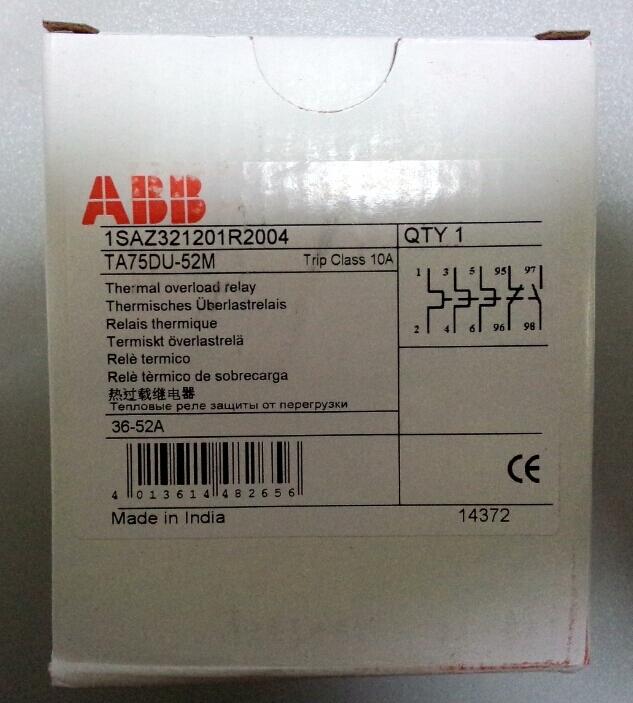 ABB
1SAZ321201R2004 QTY 1
TA75DU-52M Trip Class 10A
Thermal overload relay
Thermisches Überlastrelais
Relais thermique
Termiskt överlastrelä
Relè termico
Relè tèrmico de sobrecarga
热过载继电器
Тепловые реле защиты от перегрузки
1 3 5 95 97
2 4 6 96 98
36-52A
CE
4 013614 482656
Made in India 14372